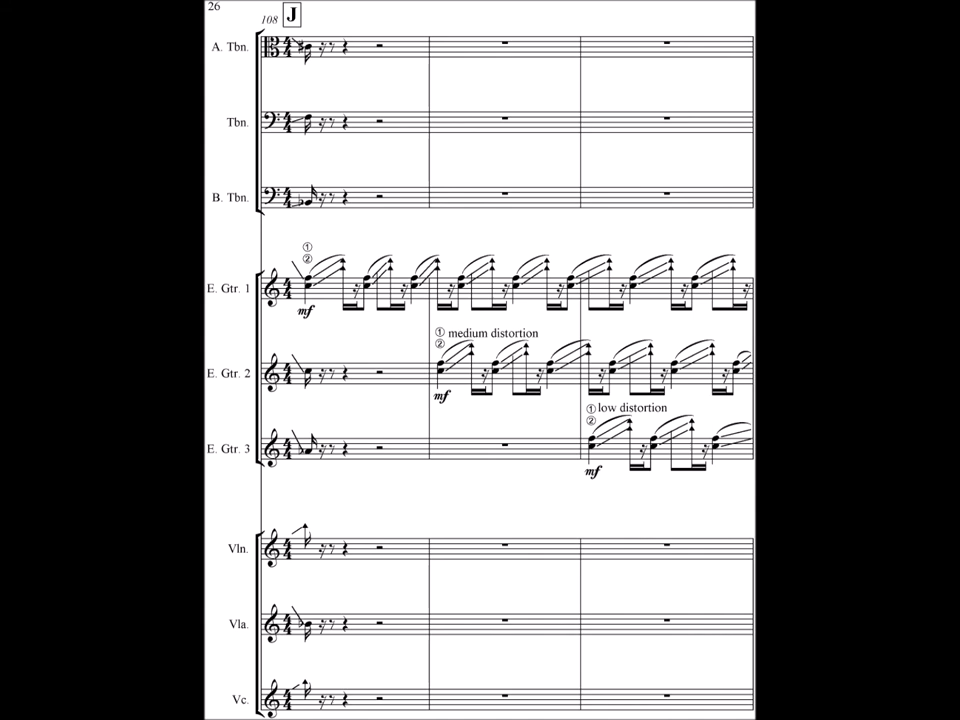 26
108 J
A. Tbn.
Tbn.
B. Tbn.
①
②
E. Gtr. 1
mf
① medium distortion
②
E. Gtr. 2
mf
① low distortion
②
E. Gtr. 3
mf
Vln.
Vla.
Vc.